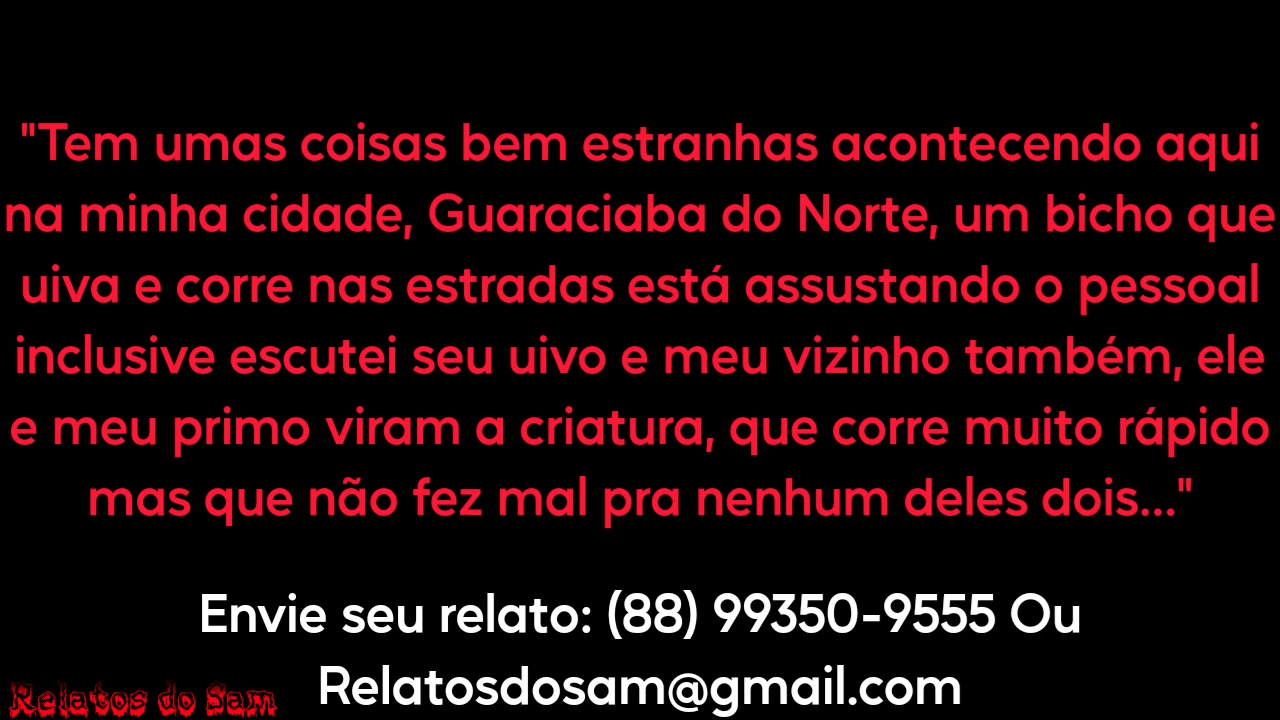 "Tem umas coisas bem estranhas acontecendo aqui
na minha cidade, Guaraciaba do Norte, um bicho que
uiva e corre nas estradas está assustando o pessoal
inclusive escutei seu uivo e meu vizinho também, ele
e meu primo viram a criatura, que corre muito rápido
mas que não fez mal pra nenhum deles dois..."
Envie seu relato: (88) 99350-9555 Ou
Relatosdosam@gmail.com
Relatos do Sam